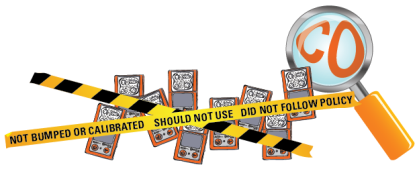 CO
NOT BUMPED OR CALIBRATED SHOULD NOT USE DID NOT FOLLOW POLICY